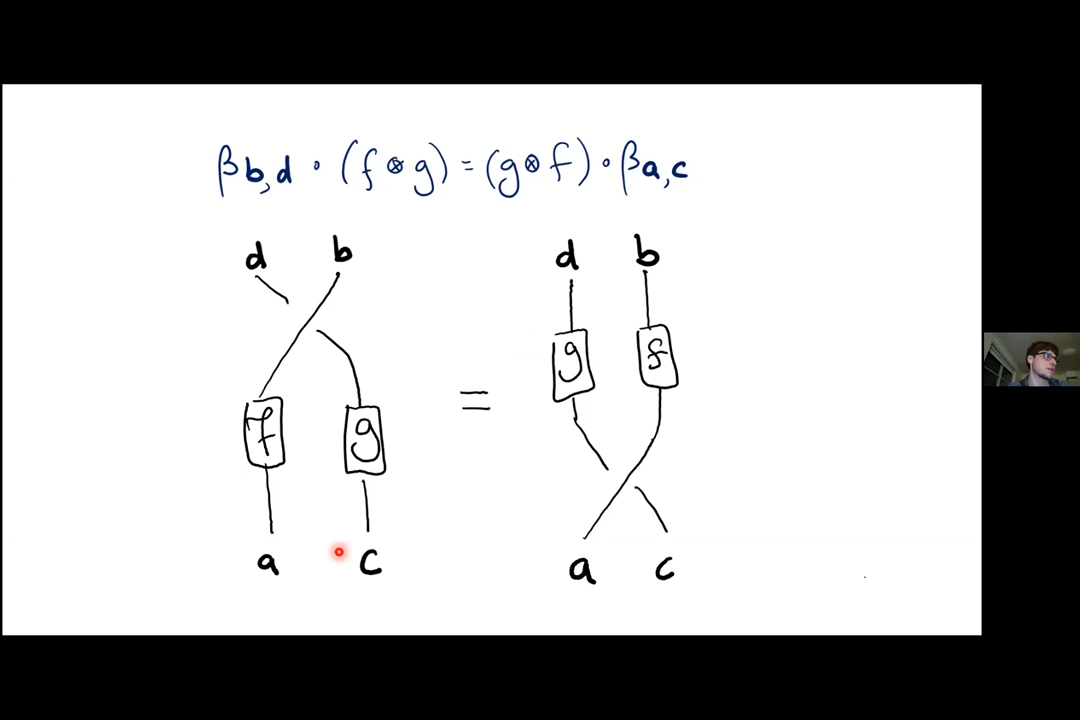 βb,d ∘ (f ⊗ g) = (g ⊗ f) ∘ βa,c
d b d b
g f
=
f g
a c a c